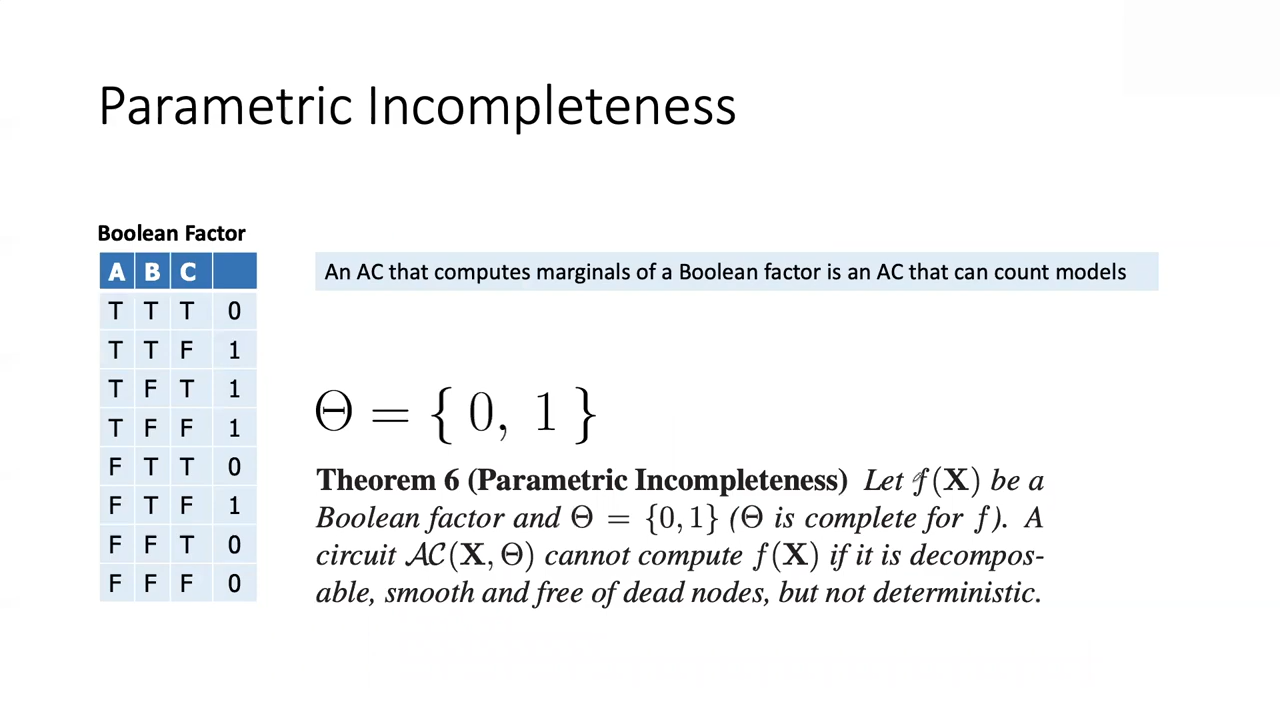 Parametric Incompleteness
Boolean Factor
A B C
T T T 0
T T F 1
T F T 1
T F F 1
F T T 0
F T F 1
F F T 0
F F F 0
An AC that computes marginals of a Boolean factor is an AC that can count models
Θ = { 0, 1 }
Theorem 6 (Parametric Incompleteness) Let f(X) be a
Boolean factor and Θ = {0,1} (Θ is complete for f). A
circuit AC(X, Θ) cannot compute f(X) if it is decompos-
able, smooth and free of dead nodes, but not deterministic.